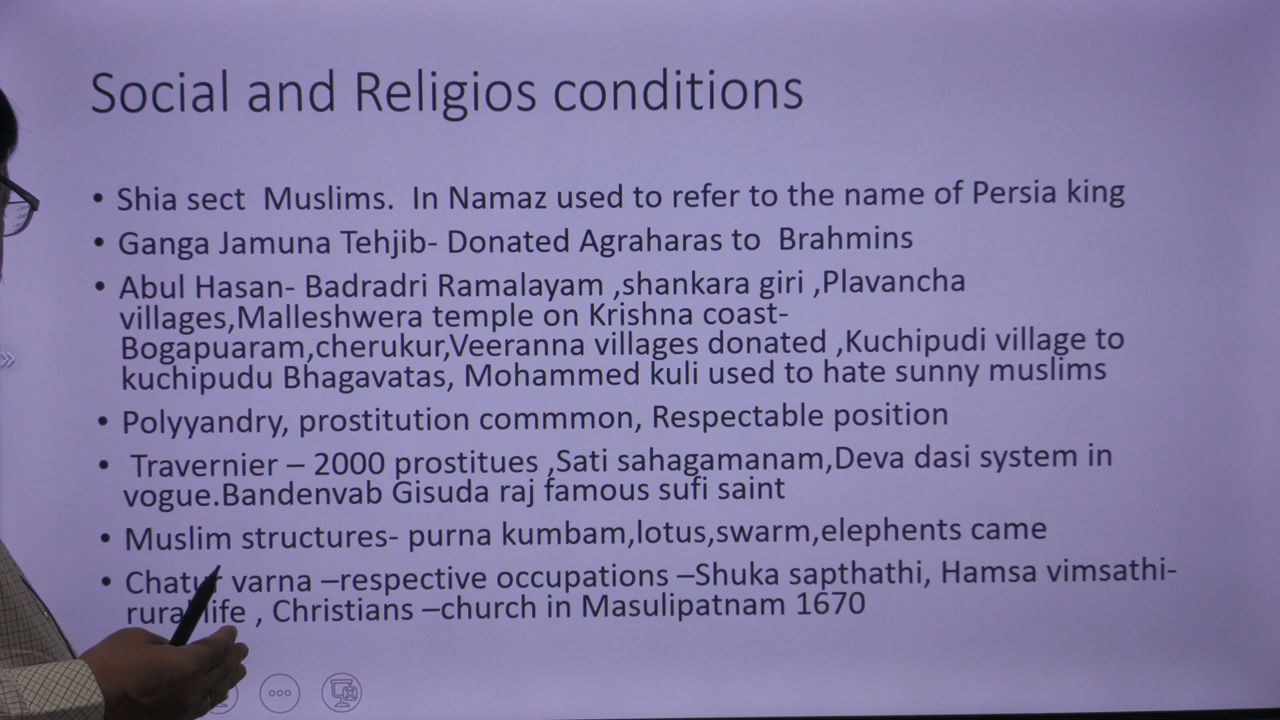 Social and Religios conditions
• Shia sect Muslims. In Namaz used to refer to the name of Persia king
• Ganga Jamuna Tehjib- Donated Agraharas to Brahmins
• Abul Hasan- Badradri Ramalayam ,shankara giri ,Plavancha
villages,Malleshwera temple on Krishna coast-
Bogapuaram,cherukur,Veeranna villages donated ,Kuchipudi village to
kuchipudu Bhagavatas, Mohammed kuli used to hate sunny muslims
• Polyyandry, prostitution commmon, Respectable position
• Travernier – 2000 prostitues ,Sati sahagamanam,Deva dasi system in
vogue.Bandenvab Gisuda raj famous sufi saint
• Muslim structures- purna kumbam,lotus,swarm,elephents came
• Chatur varna –respective occupations –Shuka sapthathi, Hamsa vimsathi-
rural life , Christians –church in Masulipatnam 1670